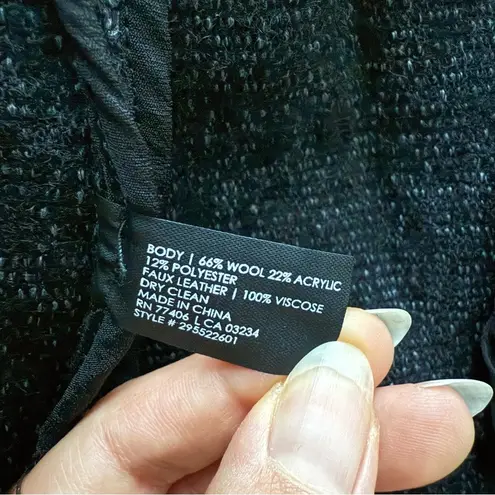 BODY | 66% WOOL 22% ACRYLIC
12% POLYESTER
FAUX LEATHER | 100% VISCOSE
DRY CLEAN
MADE IN CHINA
RN 77406 | CA 03234
STYLE # 295522601